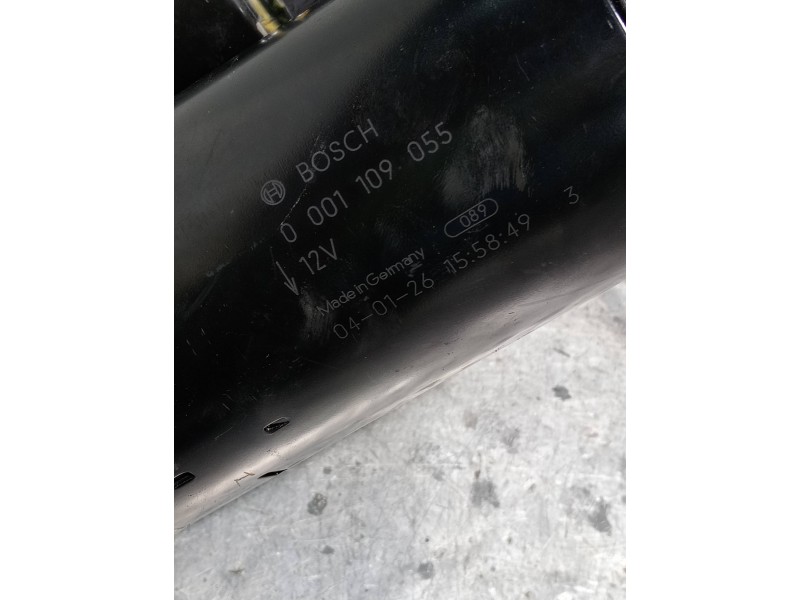 BOSCH
0 001 109 055
12V
089
Made in Germany
04-01-26 15:58:49 3